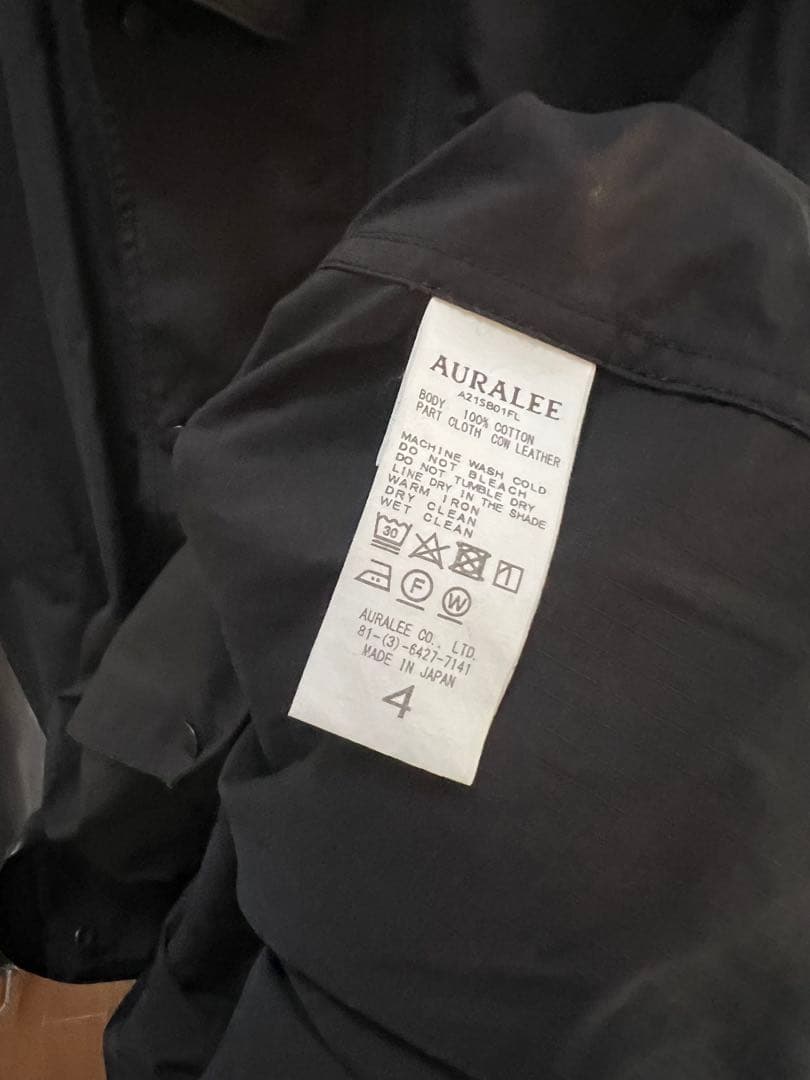 AURALEE
A21SB01FL
BODY 100% COTTON
PART CLOTH COW LEATHER
MACHINE WASH COLD
DO NOT BLEACH
DO NOT TUMBLE DRY
LINE DRY IN THE SHADE
WARM IRON
DRY CLEAN
WET CLEAN
30
F W
AURALEE CO., LTD.
81-(3)-6427-7141
MADE IN JAPAN
4